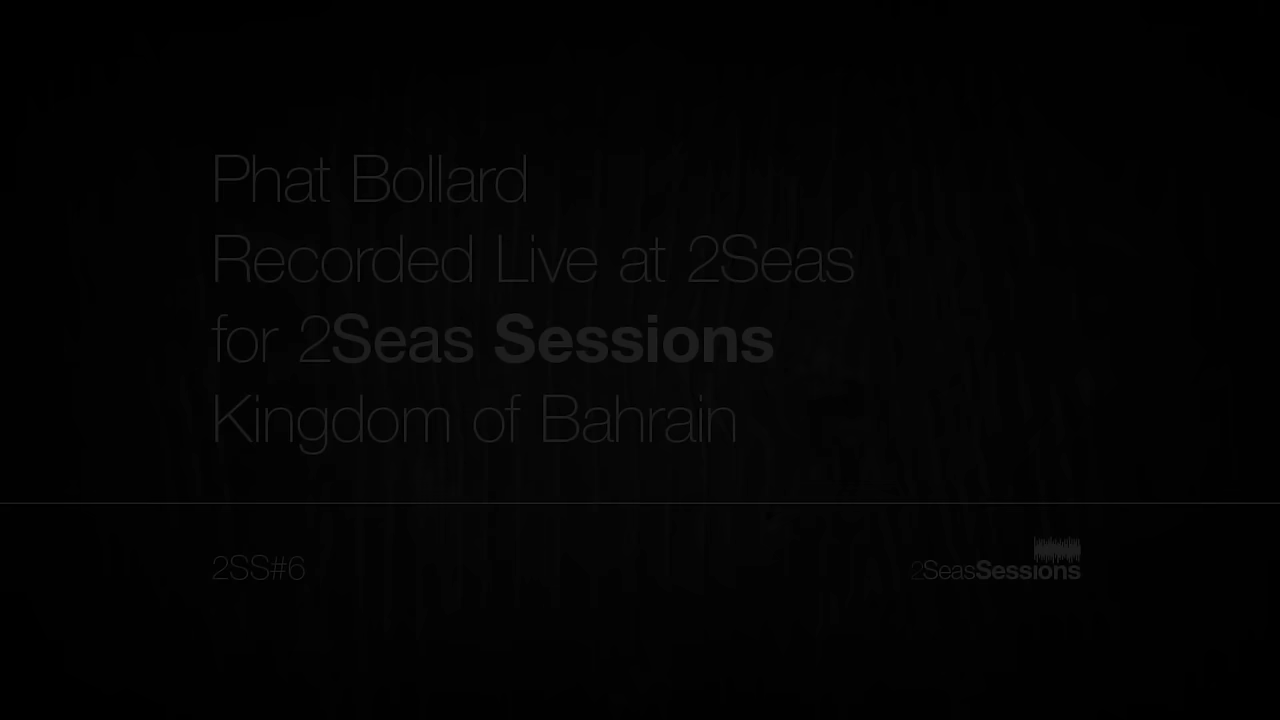 Phat Bollard
Recorded Live at 2Seas
for 2Seas Sessions
Kingdom of Bahrain
2SS#6
2SeasSessions